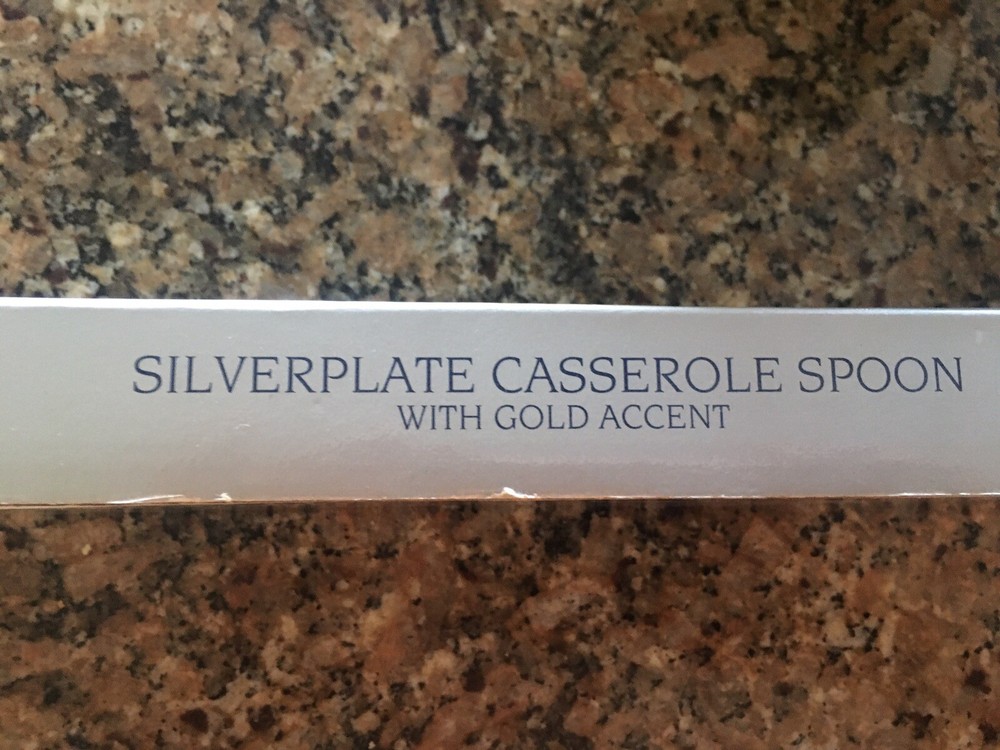 SILVERPLATE CASSEROLE SPOON
WITH GOLD ACCENT